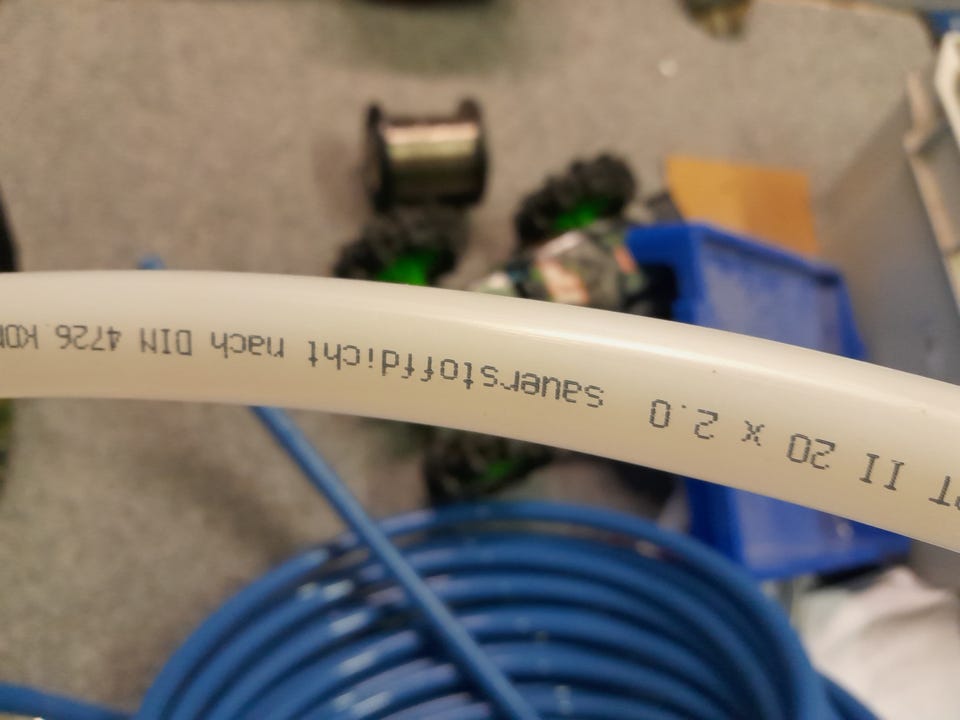 II 20 x 2.0 sauerstoffdicht nach DIN 4726